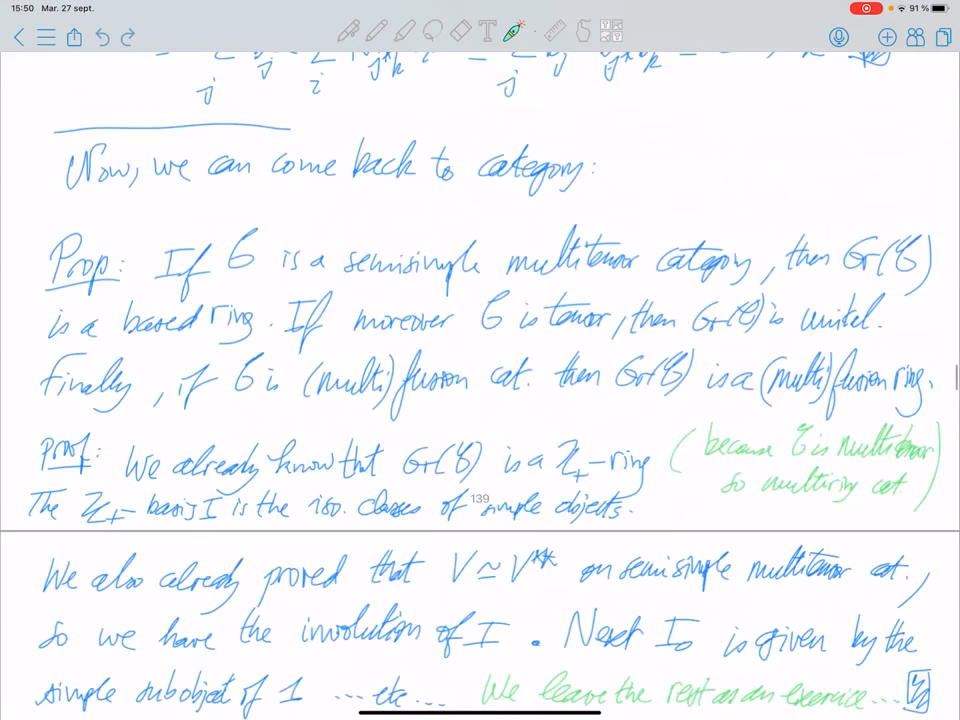 15:50 Mar. 27 sept.
91 %
Now, we can come back to category:
Prop: If C is a semisimple multitensor category, then Gr(C)
is a based ring. If moreover C is tensor, then Gr(C) is unital.
Finally, if C is (multi)fusion cat. then Gr(C) is a (multi)fusion ring.
Proof: We already know that Gr(C) is a Z+-ring (because C is multitensor
so multiring cat.)
The Z+-basis I is the iso. classes of simple objects.
139
We also already proved that V ≃ V** on semisimple multitensor cat.,
so we have the involution of I. Next I0 is given by the
simple subobject of 1 ... etc... We leave the rest as an exercice...